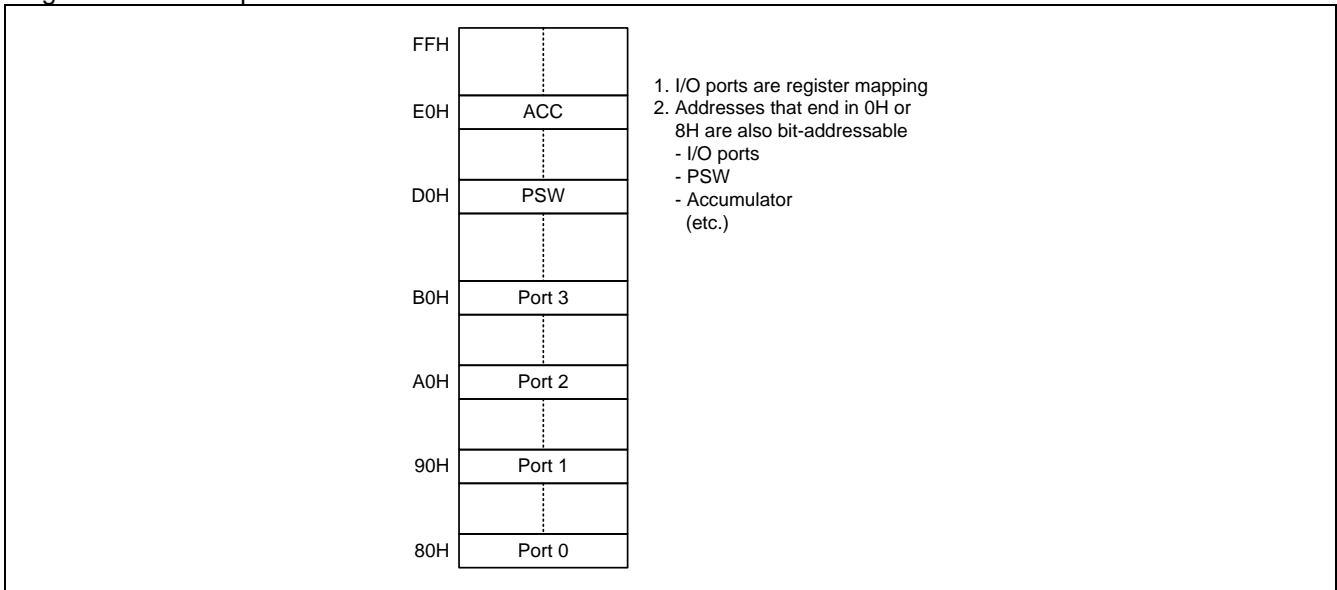 FFH
1. I/O ports are register mapping
E0H ACC
2. Addresses that end in 0H or
8H are also bit-addressable
- I/O ports
D0H PSW
- PSW
- Accumulator
(etc.)
B0H Port 3
A0H Port 2
90H Port 1
80H Port 0